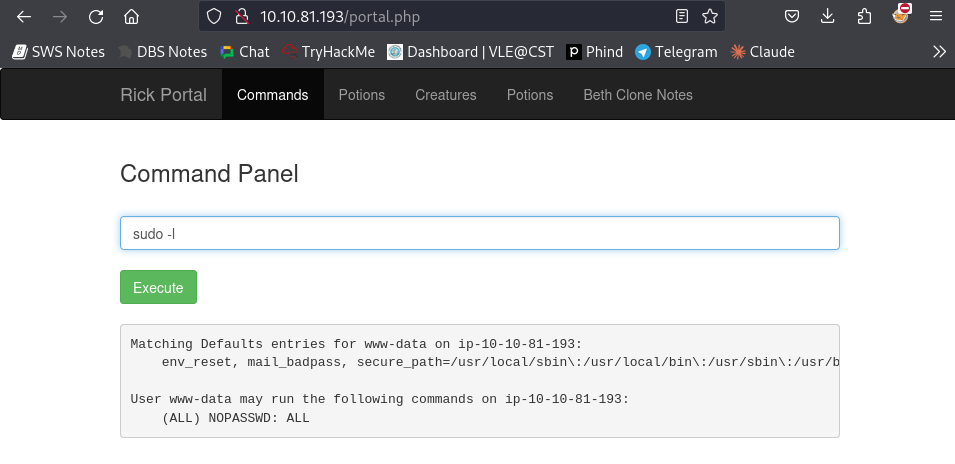 10.10.81.193/portal.php
SWS Notes DBS Notes Chat TryHackMe Dashboard | VLE@CST Phind Telegram Claude
Rick Portal Commands Potions Creatures Potions Beth Clone Notes
Command Panel
sudo -l
Execute
Matching Defaults entries for www-data on ip-10-10-81-193:
env_reset, mail_badpass, secure_path=/usr/local/sbin\:/usr/local/bin\:/usr/sbin\:/usr/b
User www-data may run the following commands on ip-10-10-81-193:
(ALL) NOPASSWD: ALL